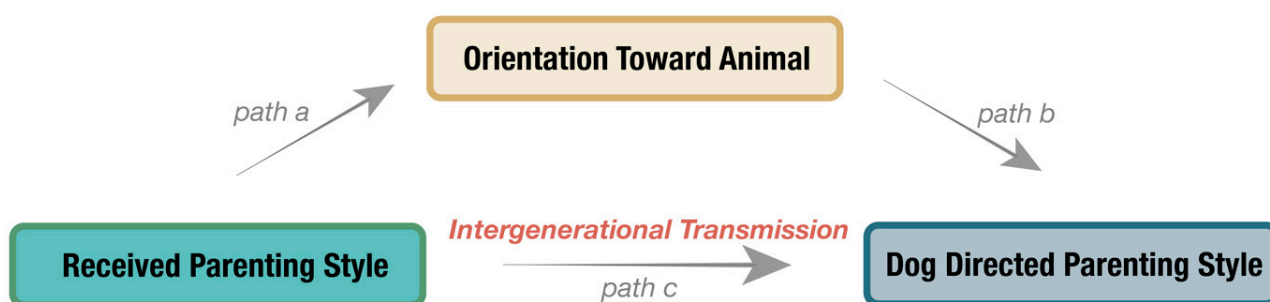 Orientation Toward Animal
path a
path b
Intergenerational Transmission
Received Parenting Style
Dog Directed Parenting Style
path c